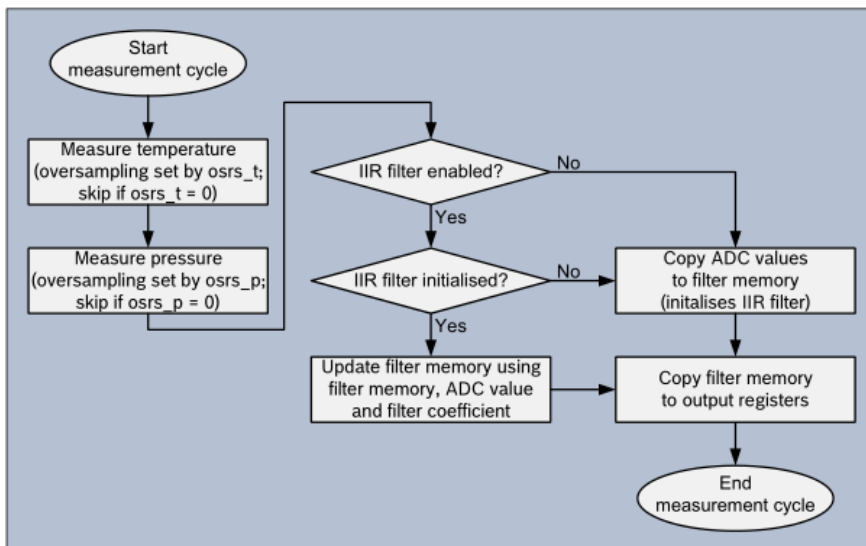 Start
measurement cycle
Measure temperature
(oversampling set by osrs_t;
skip if osrs_t = 0)
Measure pressure
(oversampling set by osrs_p;
skip if osrs_p = 0)
IIR filter enabled?
No
Yes
IIR filter initialised?
No
Yes
Copy ADC values
to filter memory
(initalises IIR filter)
Update filter memory using
filter memory, ADC value
and filter coefficient
Copy filter memory
to output registers
End
measurement cycle